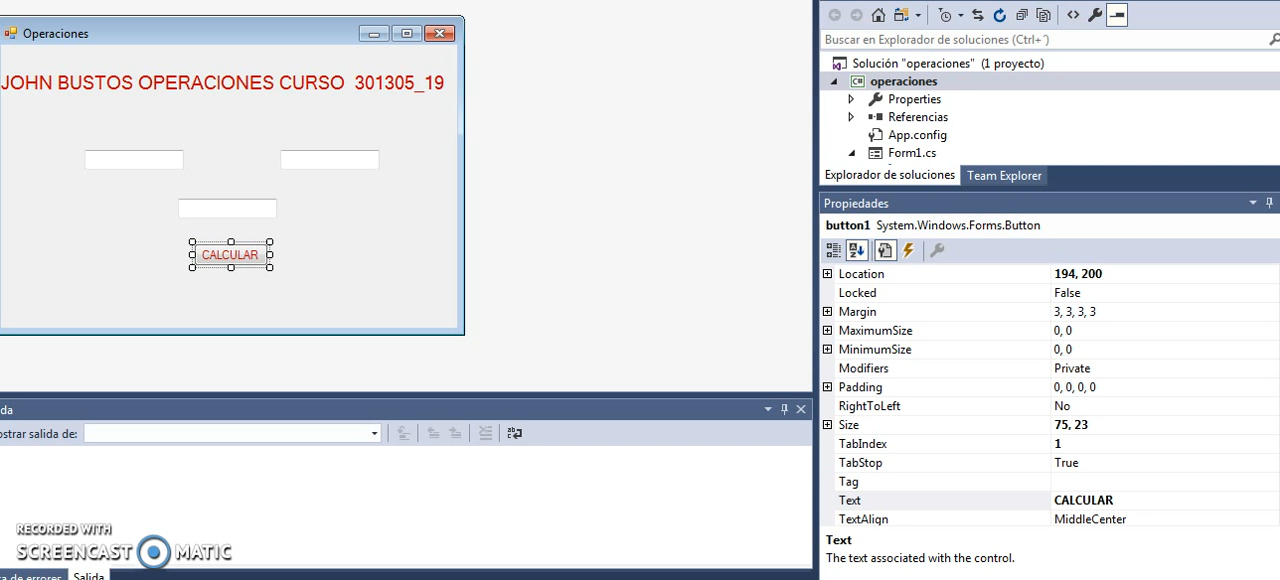 Operaciones
JOHN BUSTOS OPERACIONES CURSO 301305_19
CALCULAR
Buscar en Explorador de soluciones (Ctrl+´)
Solución "operaciones" (1 proyecto)
C# operaciones
Properties
Referencias
App.config
Form1.cs
Explorador de soluciones Team Explorer
Propiedades
button1 System.Windows.Forms.Button
Location 194, 200
Locked False
Margin 3, 3, 3, 3
MaximumSize 0, 0
MinimumSize 0, 0
Modifiers Private
Padding 0, 0, 0, 0
RightToLeft No
Size 75, 23
TabIndex 1
TabStop True
Tag
Text CALCULAR
TextAlign MiddleCenter
Text
The text associated with the control.
da
ostrar salida de:
RECORDED WITH
SCREENCAST MATIC
ta de errores Salida